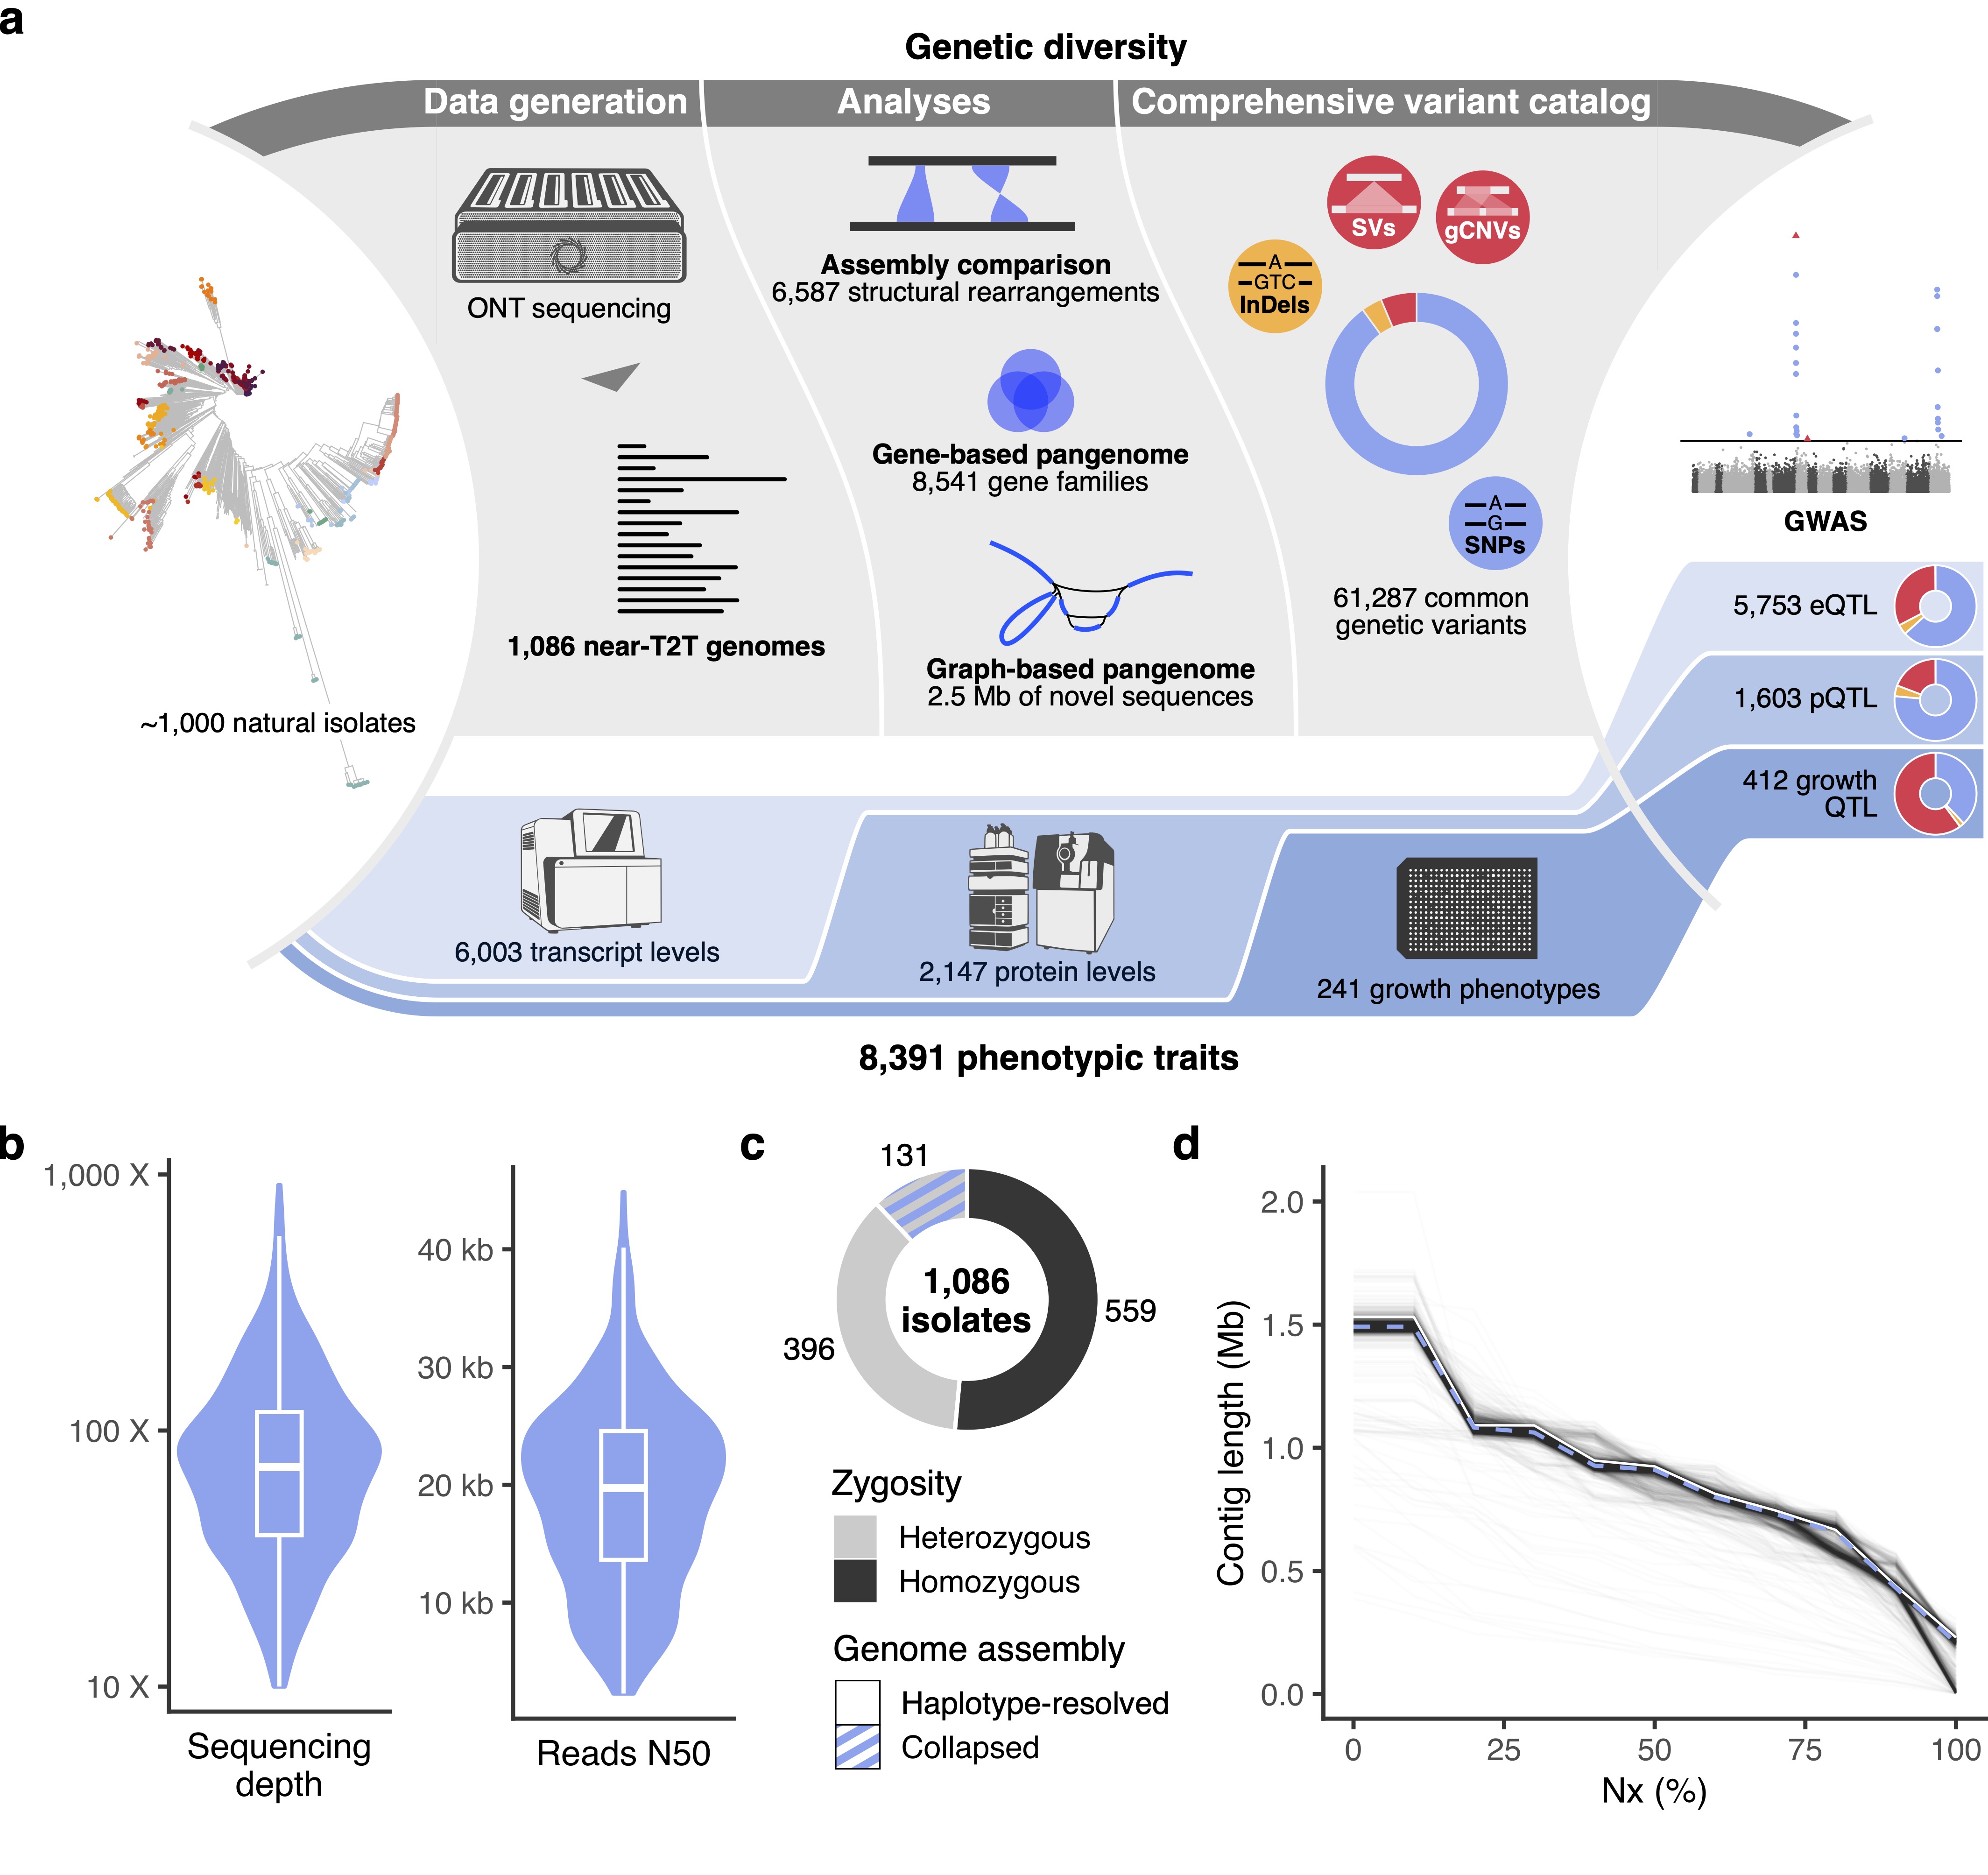 a
Genetic diversity
Data generation
Analyses
Comprehensive variant catalog
ONT sequencing
1,086 near-T2T genomes
~1,000 natural isolates
Assembly comparison
6,587 structural rearrangements
Gene-based pangenome
8,541 gene families
Graph-based pangenome
2.5 Mb of novel sequences
SVs
gCNVs
A
GTC
InDels
A
G
SNPs
61,287 common
genetic variants
GWAS
5,753 eQTL
1,603 pQTL
412 growth
QTL
6,003 transcript levels
2,147 protein levels
241 growth phenotypes
8,391 phenotypic traits
b
1,000 X
100 X
10 X
Sequencing
depth
40 kb
30 kb
20 kb
10 kb
Reads N50
c
131
559
396
1,086
isolates
Zygosity
Heterozygous
Homozygous
Genome assembly
Haplotype-resolved
Collapsed
d
Contig length (Mb)
2.0
1.5
1.0
0.5
0.0
0
25
50
75
100
Nx (%)